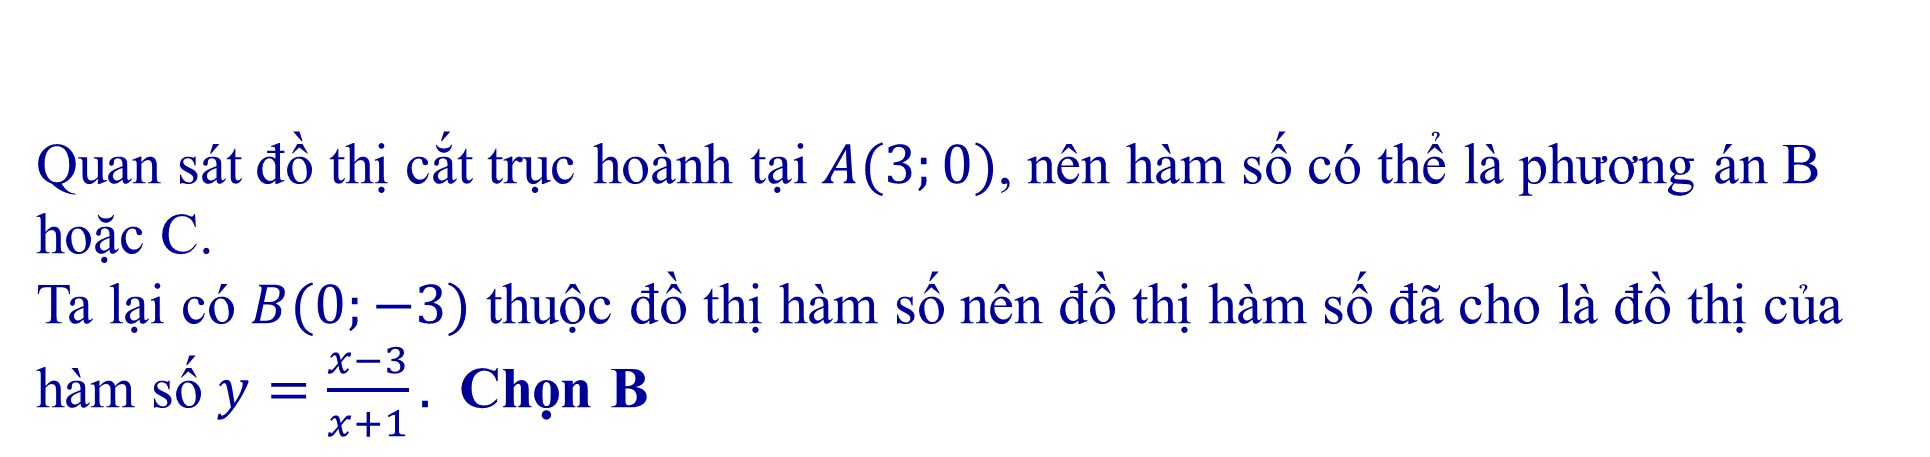 Quan sát đồ thị cắt trục hoành tại A(3; 0), nên hàm số có thể là phương án B
hoặc C.
Ta lại có B(0; −3) thuộc đồ thị hàm số nên đồ thị hàm số đã cho là đồ thị của
hàm số y = \frac{x−3}{x+1}. Chọn B